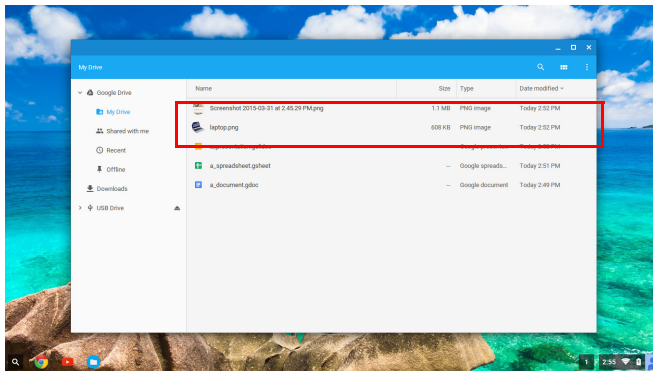 My Drive
Name Size Type Date modified
Google Drive
My Drive
Shared with me
Recent
Offline
Downloads
USB Drive
Screenshot 2015-03-31 at 2.45.29 PM.png 1.1 MB PNG image Today 2:52 PM
laptop.png 608 KB PNG image Today 2:52 PM
a_spreadsheet.gsheet -- Google spreads... Today 2:51 PM
a_document.gdoc -- Google document Today 2:49 PM
1 2:55